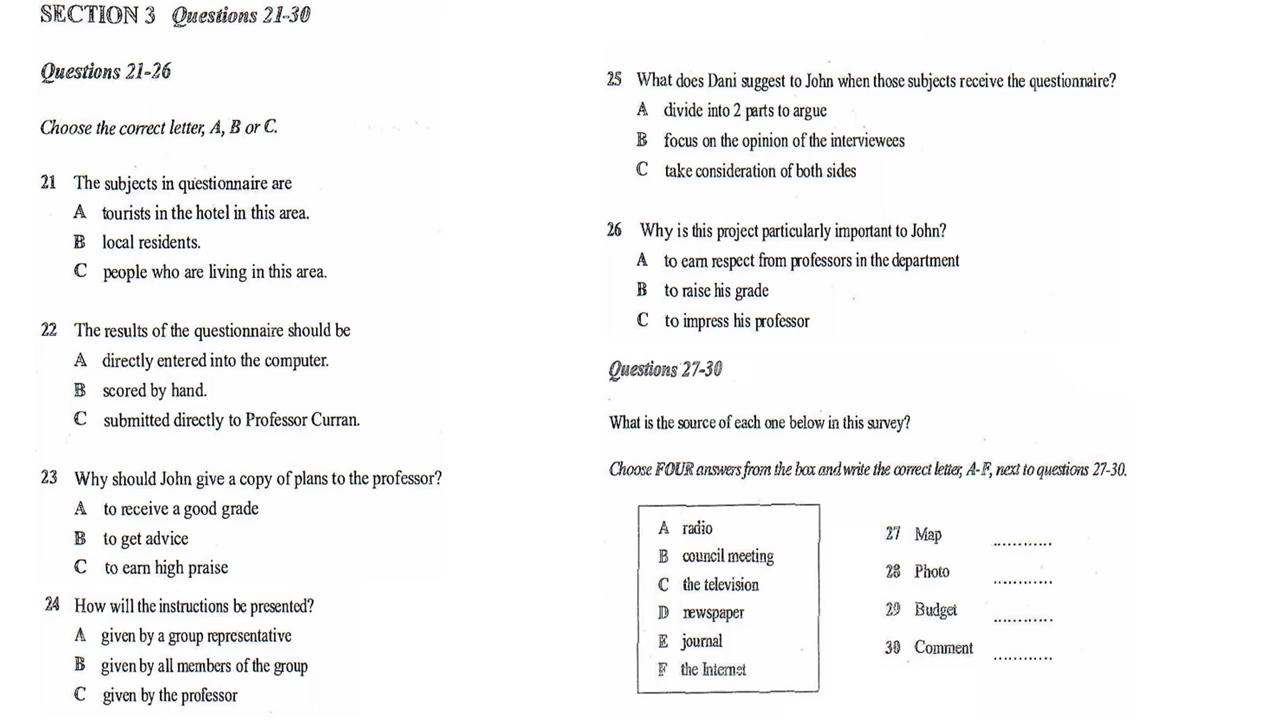 SECTION 3 Questions 21-30
Questions 21-26
Choose the correct letter, A, B or C.
21 The subjects in questionnaire are
A tourists in the hotel in this area.
B local residents.
C people who are living in this area.
22 The results of the questionnaire should be
A directly entered into the computer.
B scored by hand.
C submitted directly to Professor Curran.
23 Why should John give a copy of plans to the professor?
A to receive a good grade
B to get advice
C to earn high praise
24 How will the instructions be presented?
A given by a group representative
B given by all members of the group
C given by the professor
25 What does Dani suggest to John when those subjects receive the questionnaire?
A divide into 2 parts to argue
B focus on the opinion of the interviewees
C take consideration of both sides
26 Why is this project particularly important to John?
A to earn respect from professors in the department
B to raise his grade
C to impress his professor
Questions 27-30
What is the source of each one below in this survey?
Choose FOUR answers from the box and write the correct letter, A-F, next to questions 27-30.
A radio
B council meeting
C the television
D newspaper
E journal
F the Internet
27 Map ............
28 Photo ............
29 Budget ............
30 Comment ............